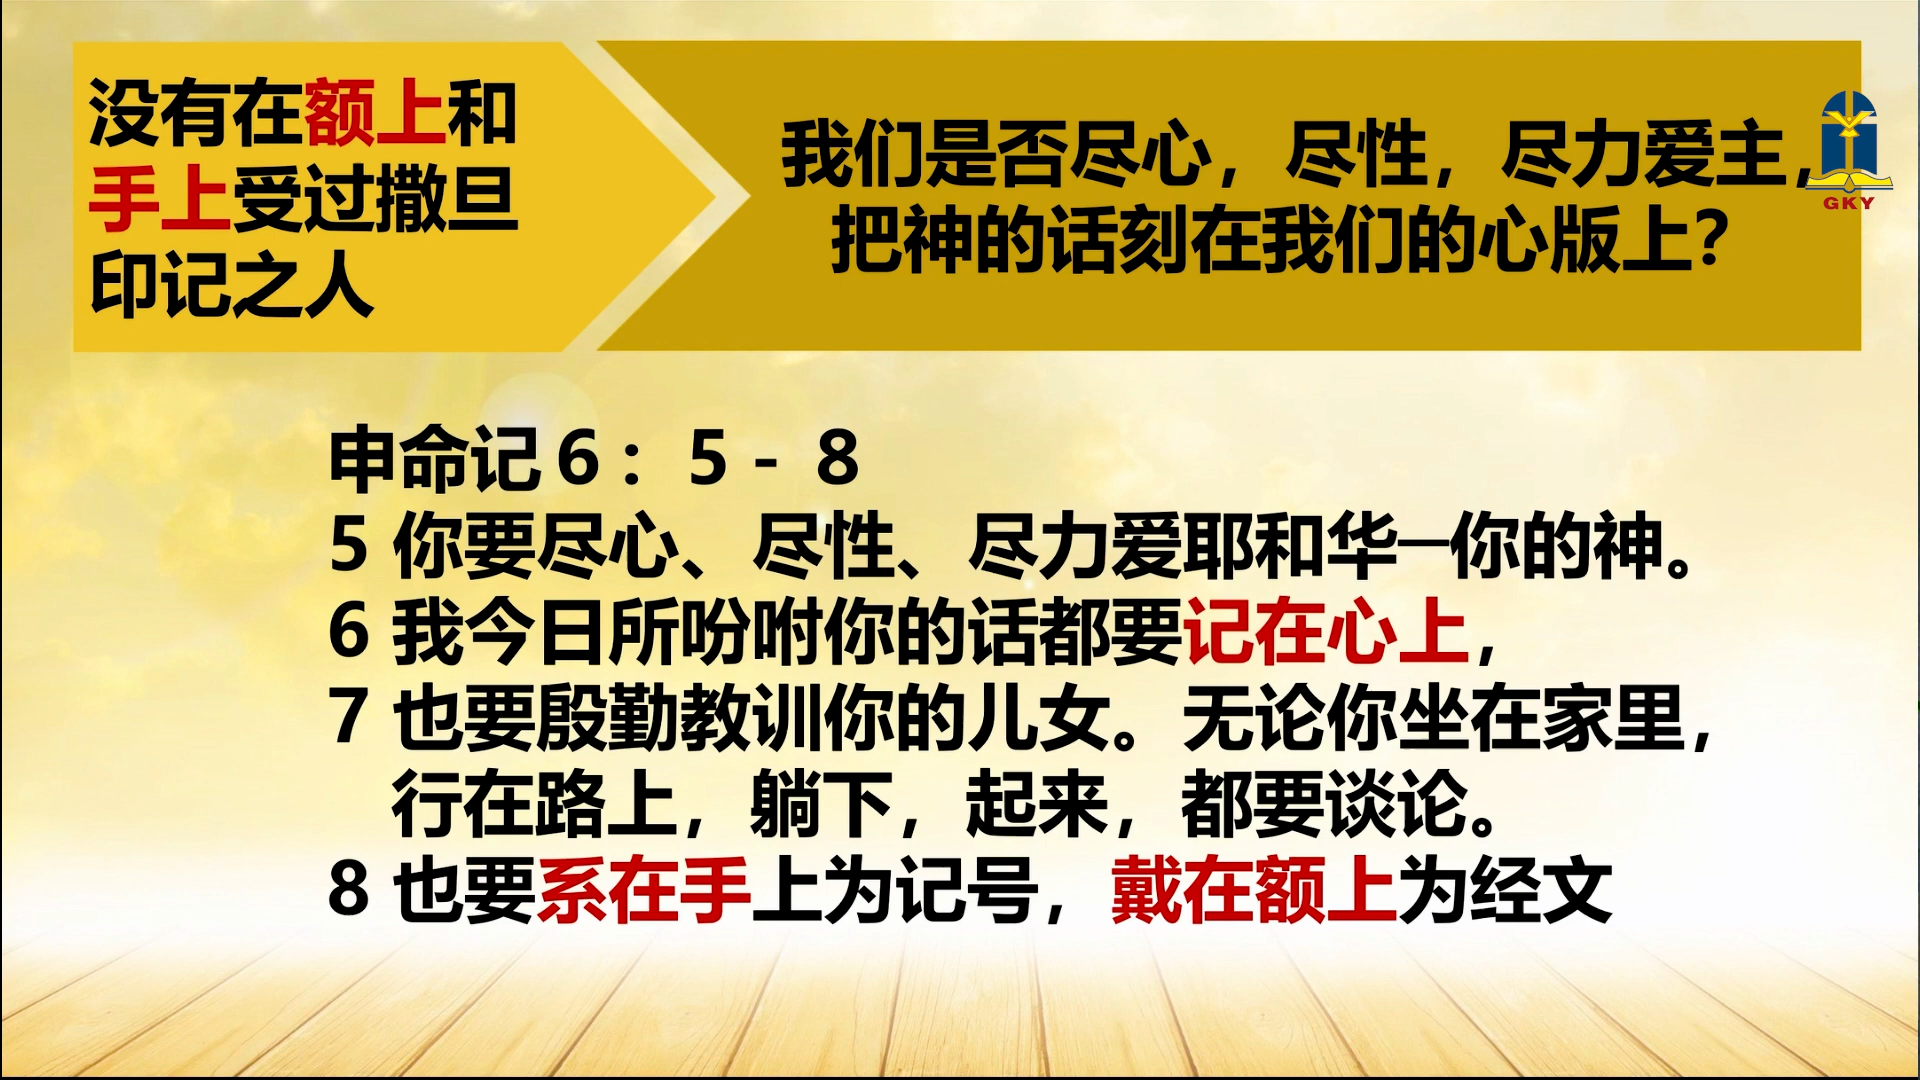 没有在额上和
手上受过撒旦
印记之人
我们是否尽心，尽性，尽力爱主，
把神的话刻在我们的心版上？
GKY
申命记6：5－8
5 你要尽心、尽性、尽力爱耶和华─你的神。
6 我今日所吩咐你的话都要记在心上，
7 也要殷勤教训你的儿女。无论你坐在家里，
行在路上，躺下，起来，都要谈论。
8 也要系在手上为记号，戴在额上为经文